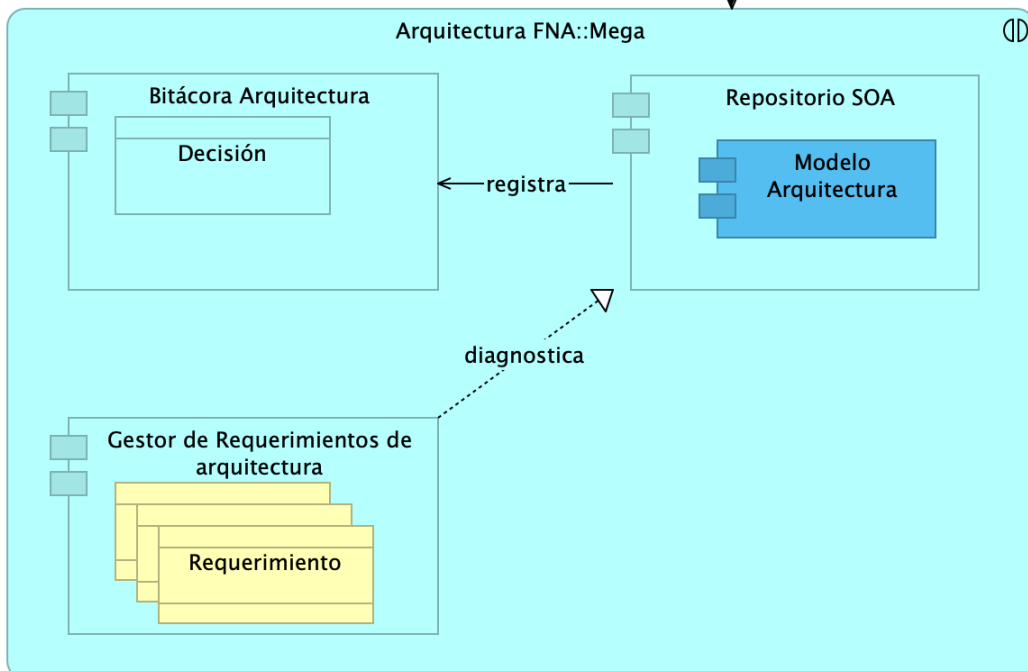 Arquitectura FNA::Mega
Bitácora Arquitectura
Decisión
registra
Repositorio SOA
Modelo
Arquitectura
diagnostica
Gestor de Requerimientos de
arquitectura
Requerimiento